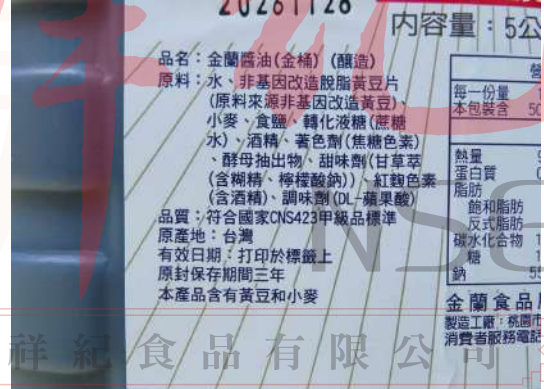 20261128
內容量：5公
品名：金蘭醬油(金桶)(釀造)
原料：水、非基因改造脫脂黃豆片
(原料來源非基因改造黃豆)、
小麥、食鹽、轉化液糖(蔗糖
水)、酒精、著色劑(焦糖色素)
、酵母抽出物、甜味劑(甘草萃
(含糊精、檸檬酸鈉))、紅麴色素
(含酒精)、調味劑(DL-蘋果酸)
品質：符合國家CNS423甲級品標準
原產地：台灣
有效日期：打印於標籤上
原封保存期間三年
本產品含有黃豆和小麥
營
每一份量 1
本包裝含 50
熱量
蛋白質
脂肪
飽和脂肪
反式脂肪
碳水化合物 1
糖 1
鈉 55
金蘭食品
製造工廠：桃園市
消費者服務電話
祥紀食品有限公司